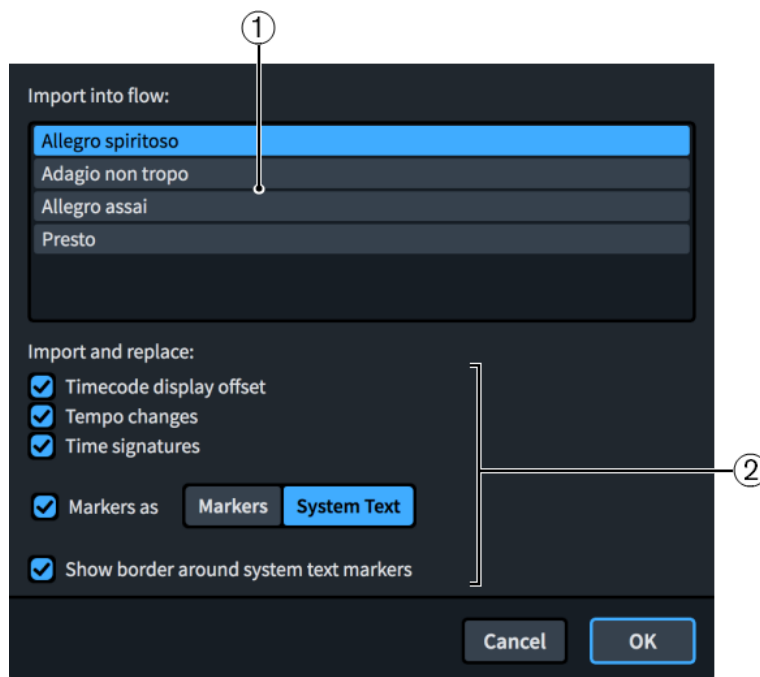 ①
Import into flow:
Allegro spiritoso
Adagio non tropo
Allegro assai
Presto
Import and replace:
Timecode display offset
Tempo changes
Time signatures
②
Markers as Markers System Text
Show border around system text markers
Cancel OK